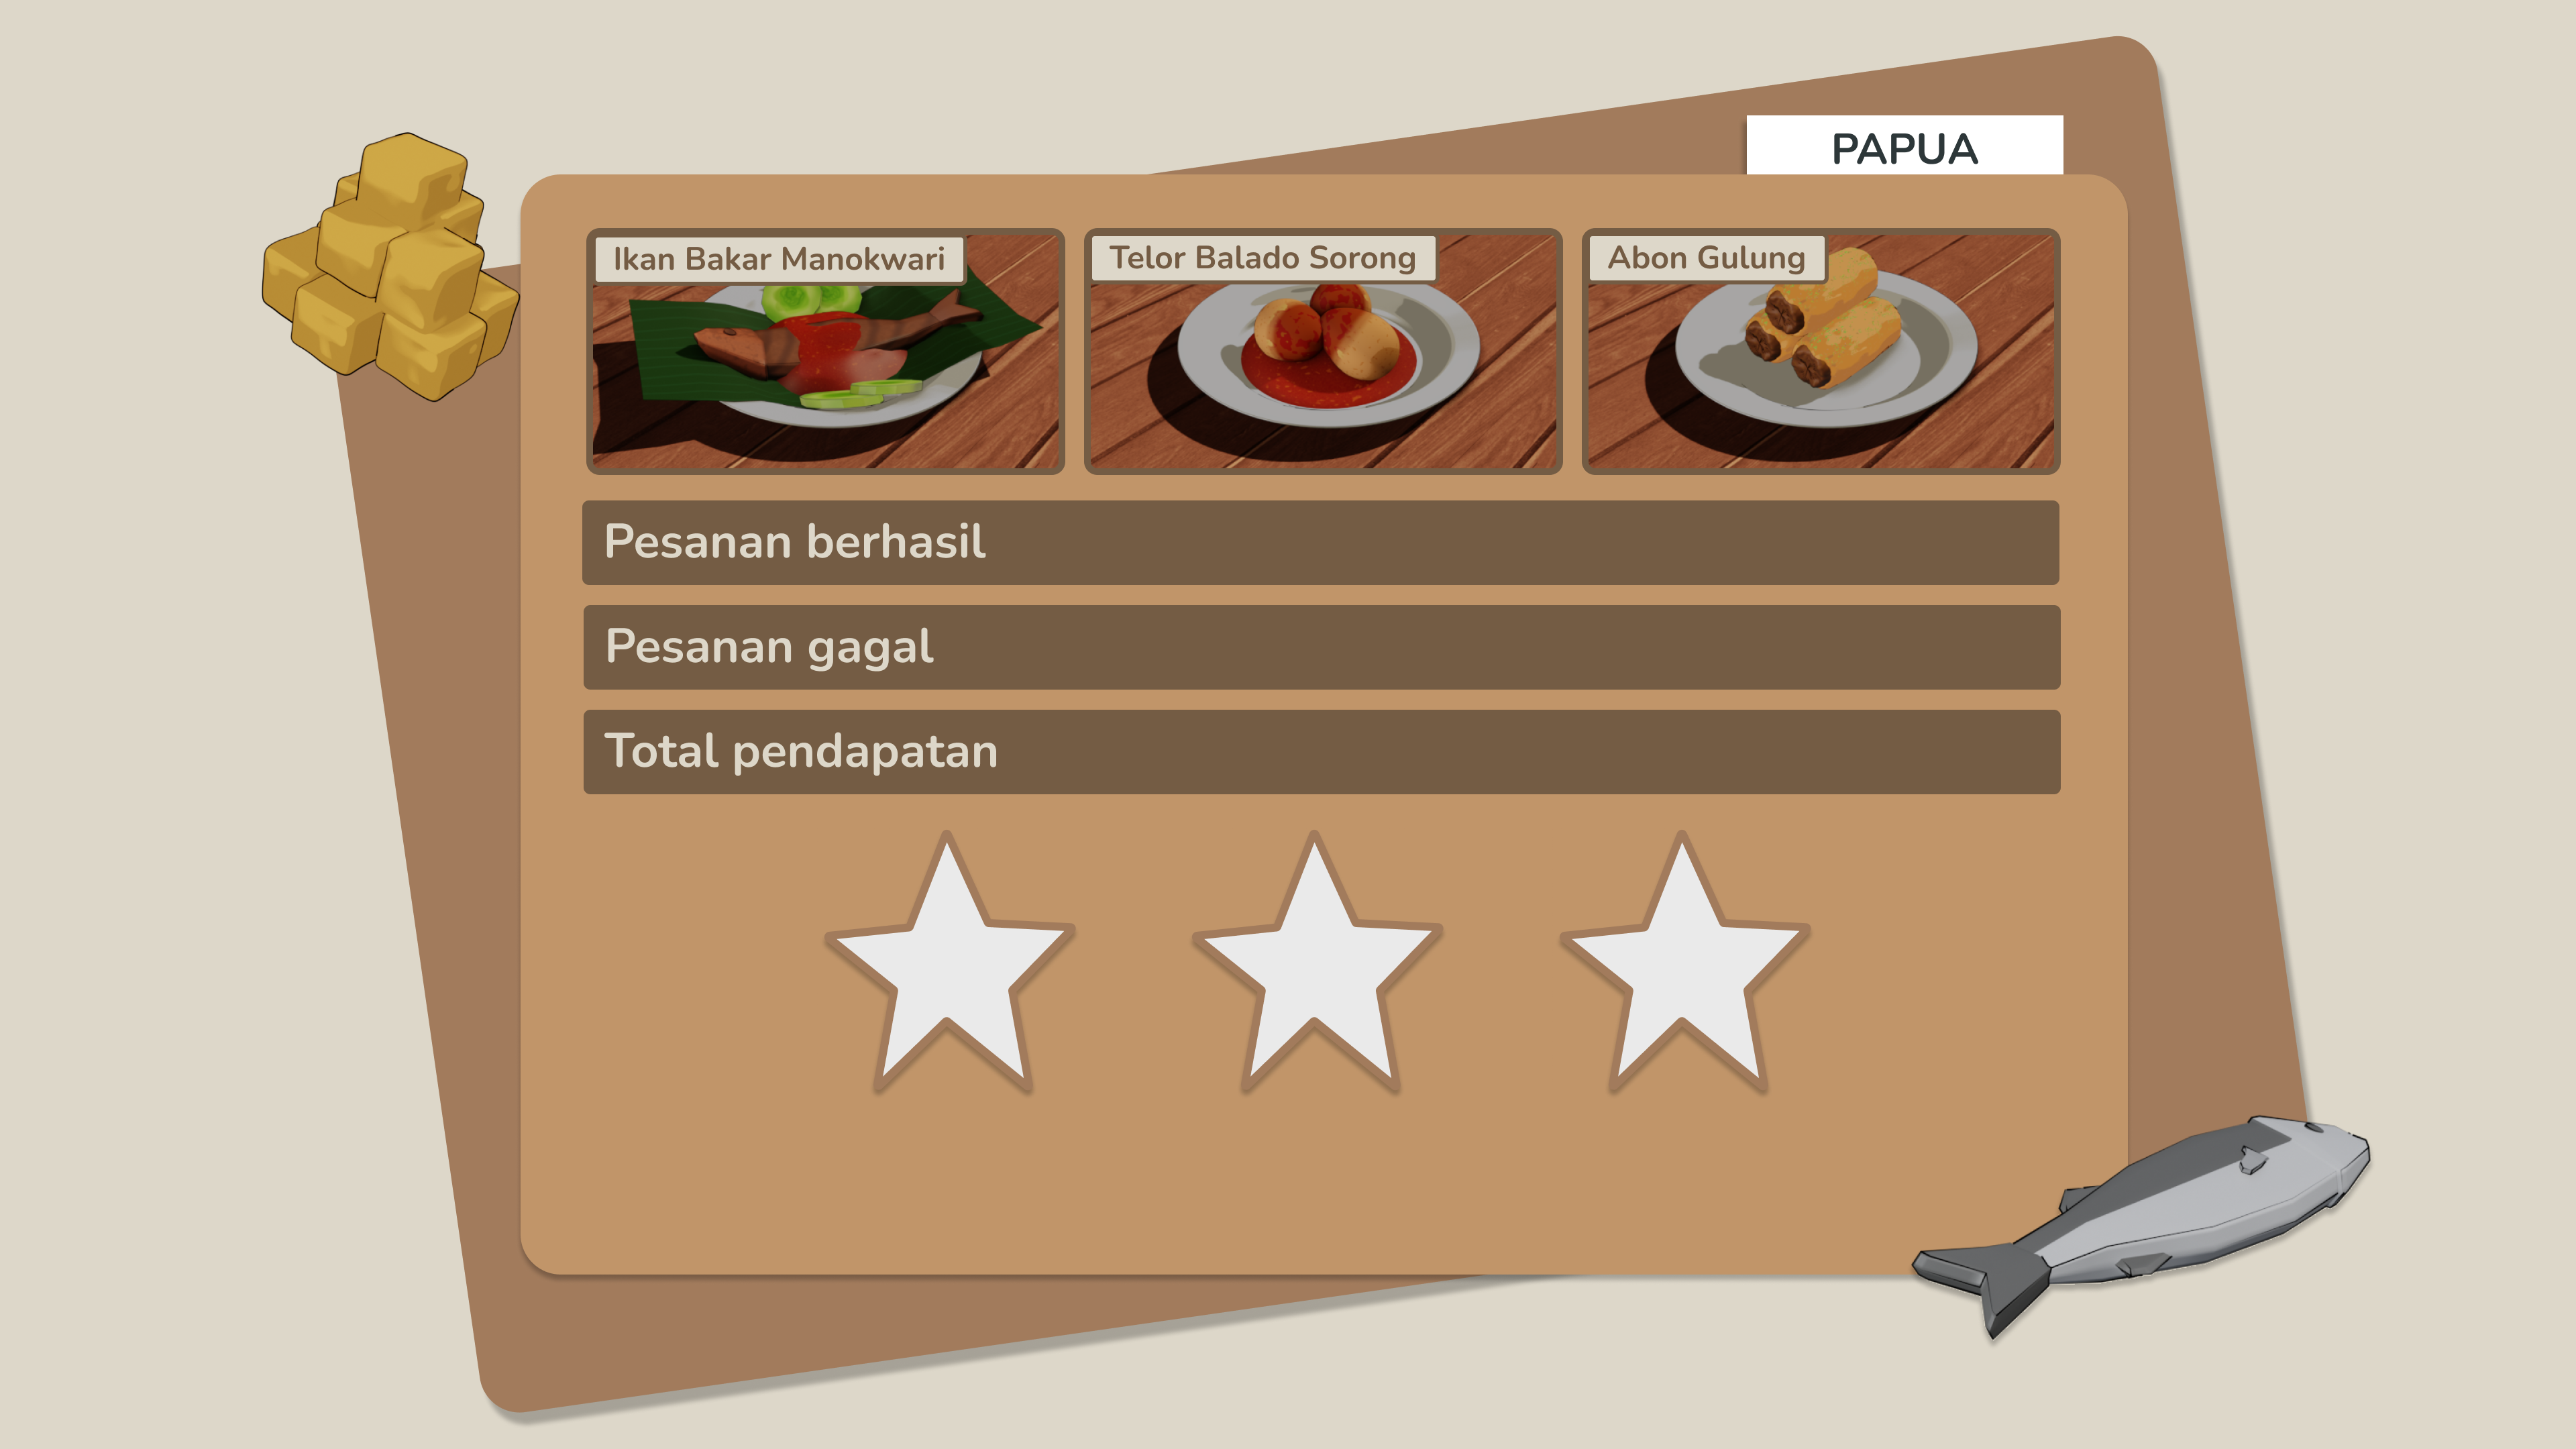 PAPUA
Ikan Bakar Manokwari
Telor Balado Sorong
Abon Gulung
Pesanan berhasil
Pesanan gagal
Total pendapatan